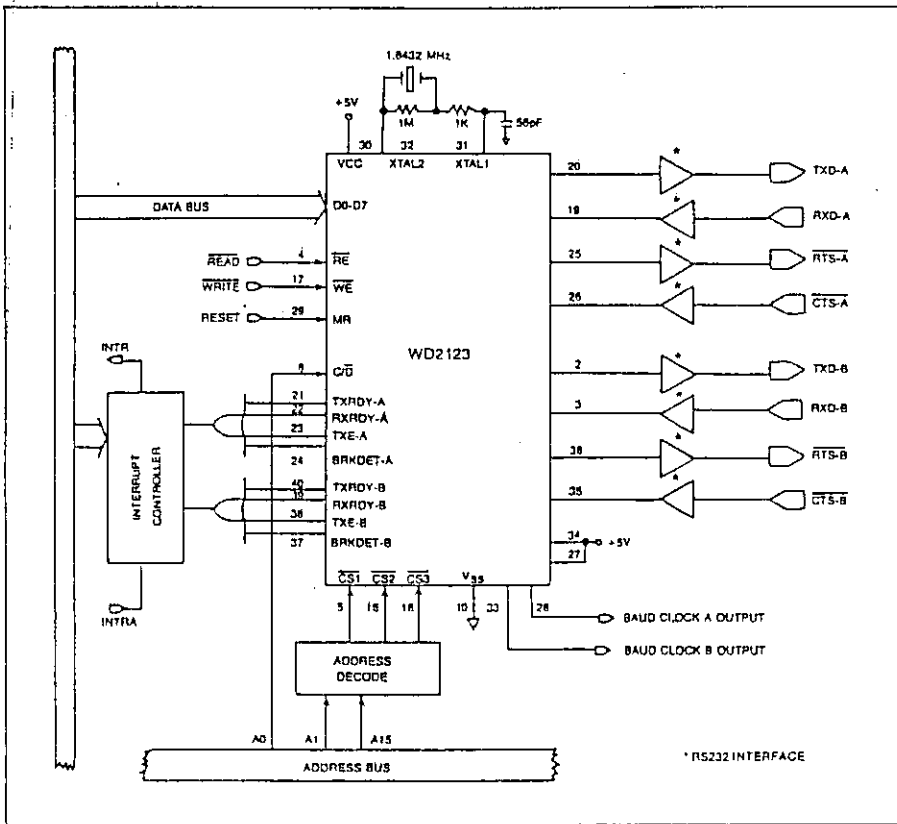 1.8432 MHz
+5V
1M
1K
56pF
30
32
31
VCC
XTAL2
XTAL1
20
*
TXD-A
DATA BUS
D0-D7
19
*
RXD-A
READ
4
RE
25
*
RTS-A
WRITE
17
WE
26
*
CTS-A
RESET
29
MR
WD2123
INTR
C/D
2
*
TXD-B
21
TXRDY-A
22
RXRDY-A
3
RXD-B
23
TXE-A
24
BRKDET-A
*
RTS-B
40
TXRDY-B
39
RXRDY-B
35
*
CTS-B
38
TXE-B
37
BRKDET-B
INTERRUPT
CONTROLLER
34
+5V
27
CS1
CS2
CS3
VSS
5
10
33
28
INTRA
BAUD CLOCK A OUTPUT
BAUD CLOCK B OUTPUT
ADDRESS
DECODE
A0
A1
A15
ADDRESS BUS
* RS232 INTERFACE